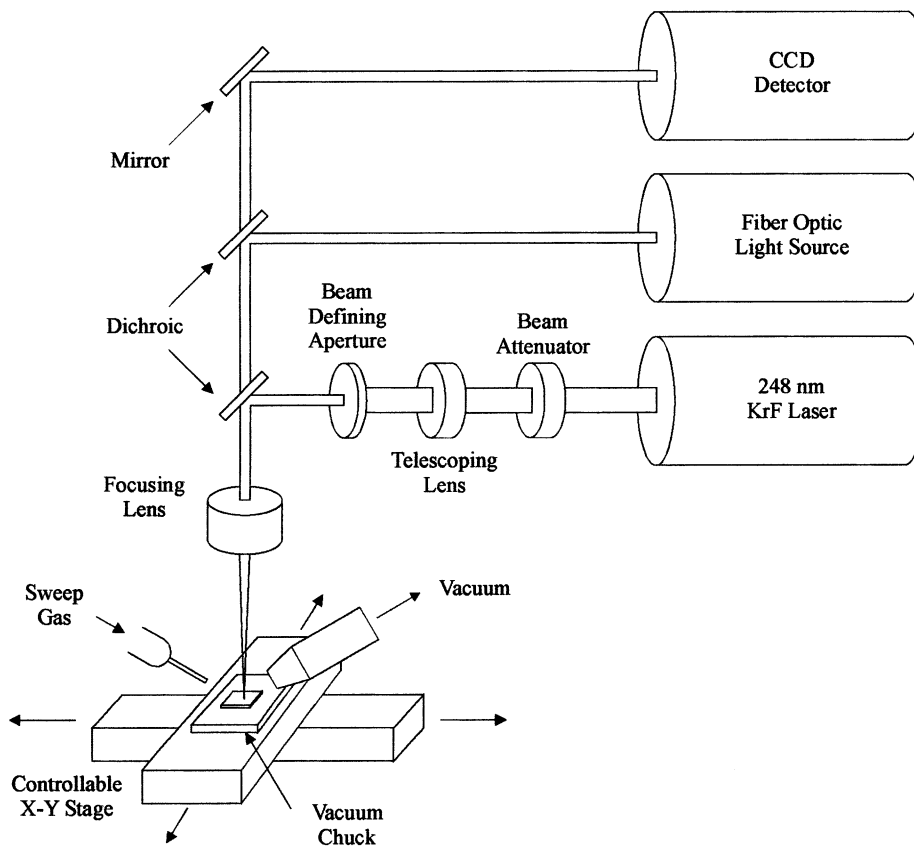 CCD
Detector
Mirror
Fiber Optic
Light Source
Dichroic
Beam
Defining
Aperture
Beam
Attenuator
248 nm
KrF Laser
Telescoping
Lens
Focusing
Lens
Sweep
Gas
Vacuum
Controllable
X-Y Stage
Vacuum
Chuck